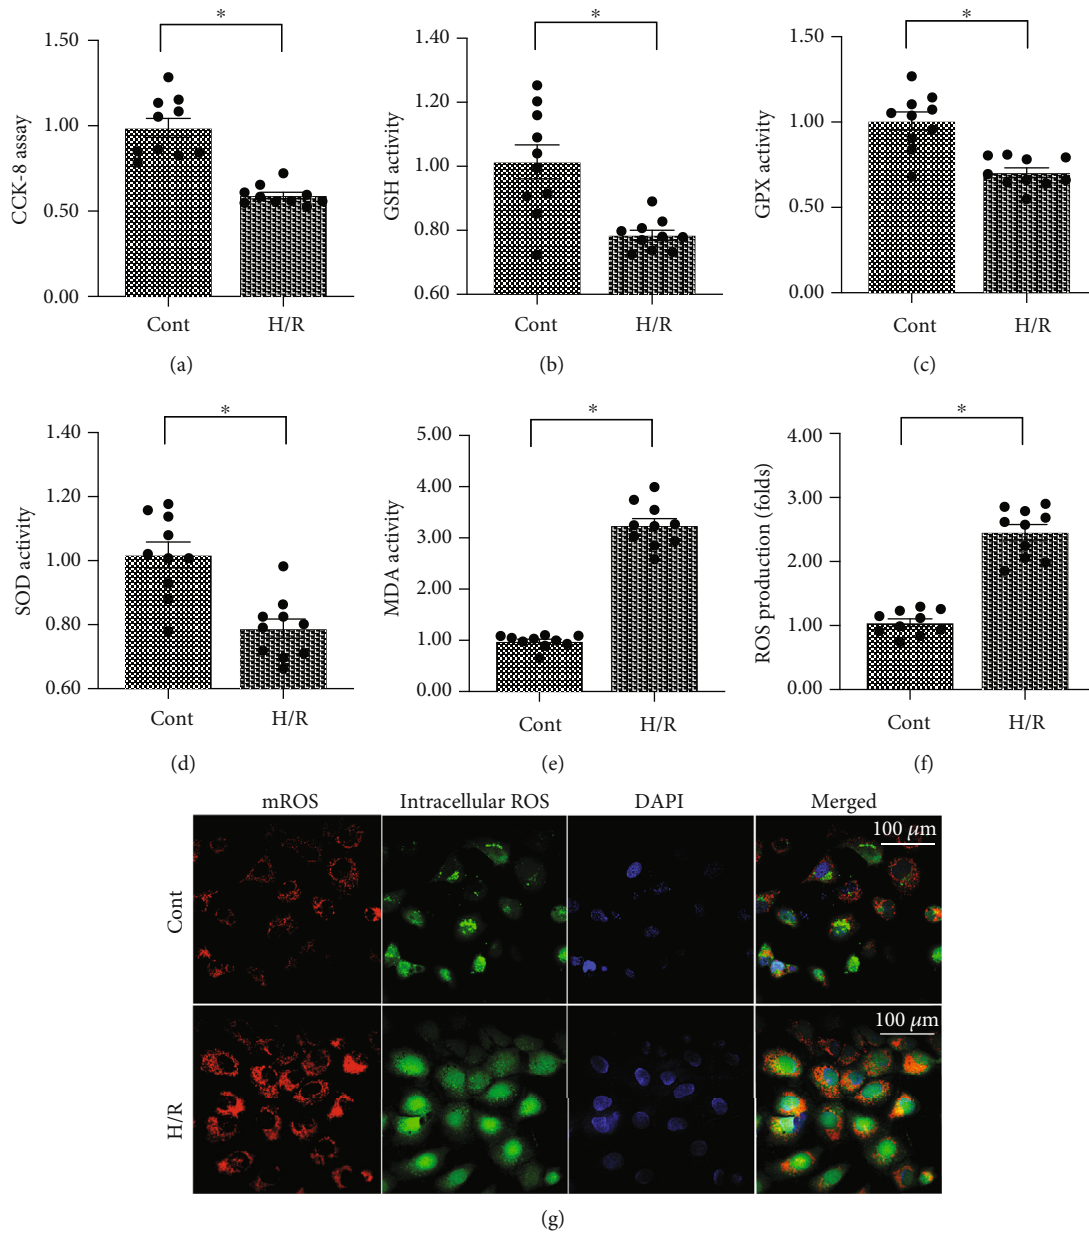 *
1.50
1.00
0.50
0.00
CCK-8 assay
Cont
H/R
(a)
*
1.40
1.20
1.00
0.80
0.60
GSH activity
Cont
H/R
(b)
*
1.50
1.00
0.50
0.00
GPX activity
Cont
H/R
(c)
*
1.40
1.20
1.00
0.80
0.60
SOD activity
Cont
H/R
(d)
*
5.00
4.00
3.00
2.00
1.00
0.00
MDA activity
Cont
H/R
(e)
*
4.00
3.00
2.00
1.00
0.00
ROS production (folds)
Cont
H/R
(f)
mROS
Intracellular ROS
DAPI
Merged
Cont
100 μm
H/R
100 μm
(g)